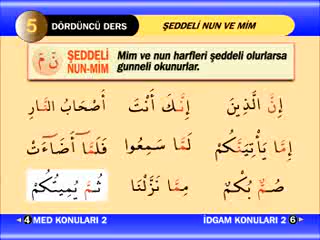 5 DÖRDÜNCÜ DERS ŞEDDELİ NUN VE MİM
نّ مّ ŞEDDELİ NUN-MİM
Mim ve nun harfleri şeddeli olurlarsa gunneli okunurlar.
اِنَّ الَّذِينَ اِنَّكَ اَنْتَ اَصْحَابُ النَّارِ
اِمَّا يَأْتِيَنَّكُمْ لَمَّا سَمِعُوا فَلَمَّٓا اَضَٓاءَتْ
صُمٌّ بُكْمٌ مِمَّا نَزَّلْنَا ثُمَّ يُمِيتُكُمْ
4 MED KONULARI 2 İDGAM KONULARI 2 6